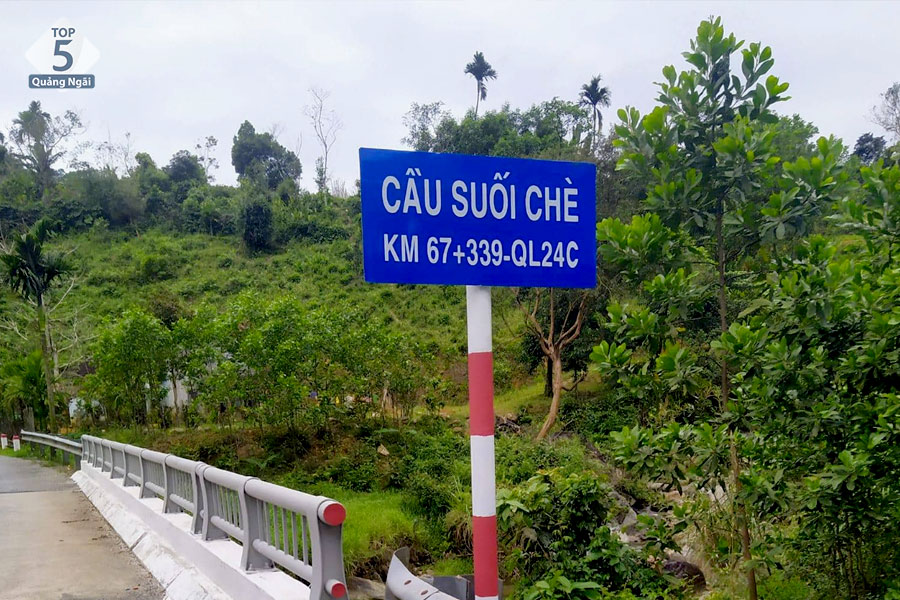 TOP
5
Quảng Ngãi
CẦU SUỐI CHÈ
KM 67+339-QL24C